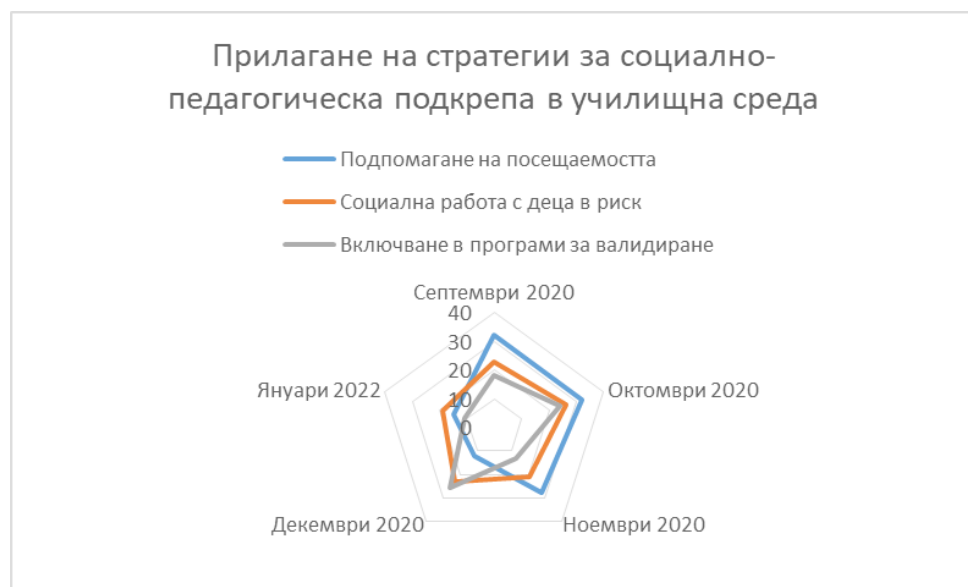 Прилагане на стратегии за социално-
педагогическа подкрепа в училищна среда
Подпомагане на посещаемостта
Социална работа с деца в риск
Включване в програми за валидиране
Септември 2020
40
30
20
10
0
Октомври 2020
Ноември 2020
Декември 2020
Януари 2022